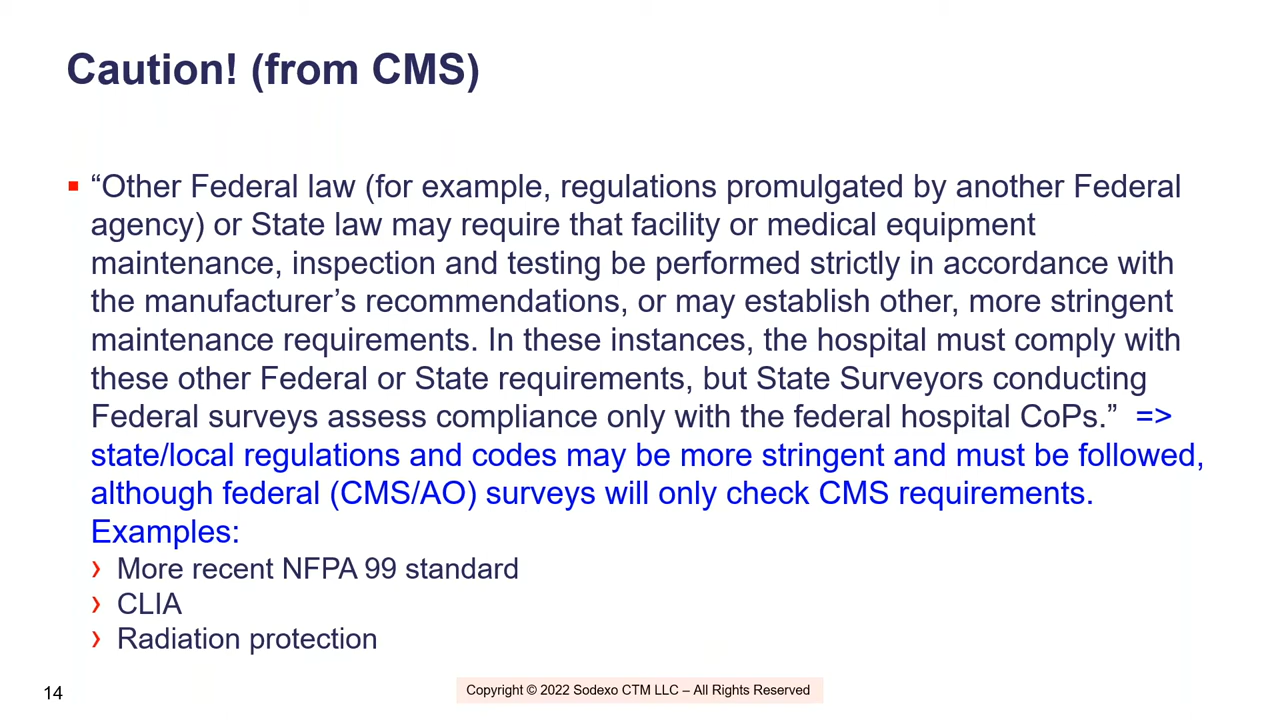 Caution! (from CMS)
▪ “Other Federal law (for example, regulations promulgated by another Federal
agency) or State law may require that facility or medical equipment
maintenance, inspection and testing be performed strictly in accordance with
the manufacturer’s recommendations, or may establish other, more stringent
maintenance requirements. In these instances, the hospital must comply with
these other Federal or State requirements, but State Surveyors conducting
Federal surveys assess compliance only with the federal hospital CoPs.” =>
state/local regulations and codes may be more stringent and must be followed,
although federal (CMS/AO) surveys will only check CMS requirements.
Examples:
› More recent NFPA 99 standard
› CLIA
› Radiation protection
14
Copyright © 2022 Sodexo CTM LLC – All Rights Reserved